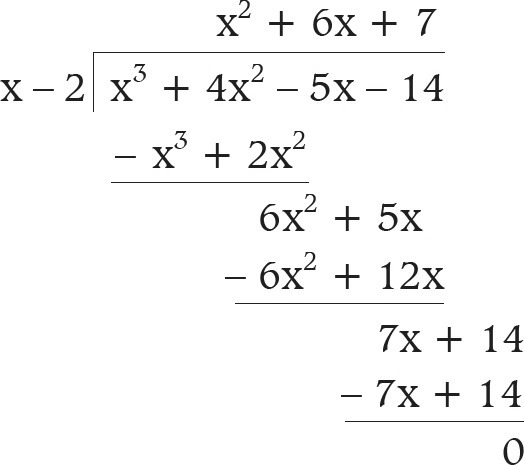 x² + 6x + 7
x – 2 x³ + 4x² – 5x – 14
– x³ + 2x²
6x² + 5x
– 6x² + 12x
7x + 14
– 7x + 14
0